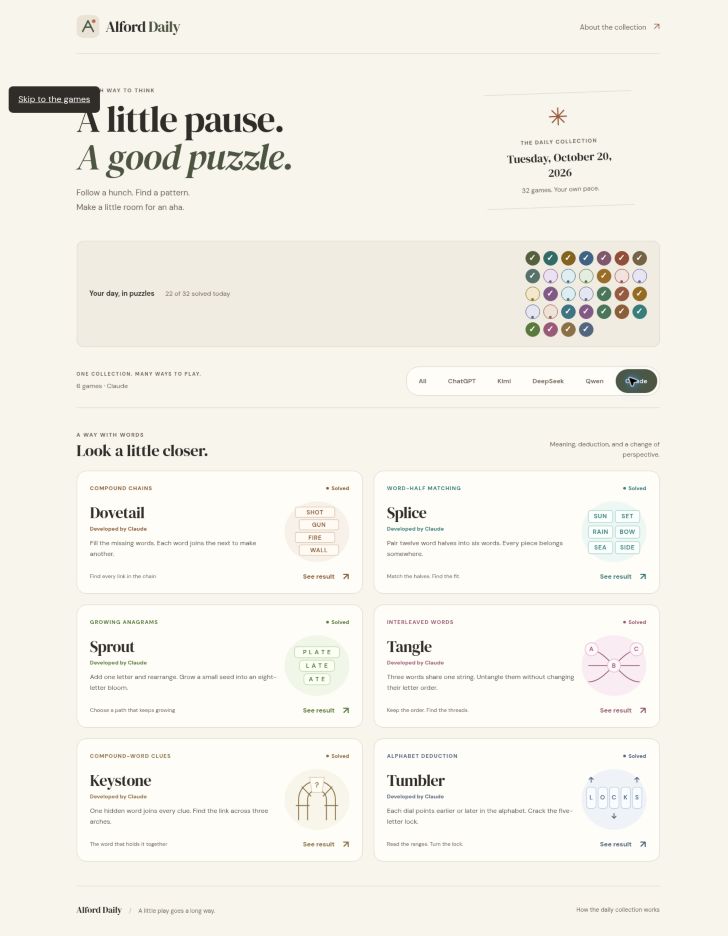 Alford Daily
About the collection
WAY TO THINK
Skip to the games
A little pause.
A good puzzle.
Follow a hunch. Find a pattern.
Make a little room for an aha.
THE DAILY COLLECTION
Tuesday, October 20,
2026
32 games. Your own pace.
Your day, in puzzles 22 of 32 solved today
ONE COLLECTION. MANY WAYS TO PLAY.
6 games · Claude
All ChatGPT Kimi DeepSeek Qwen
A WAY WITH WORDS
Look a little closer.
Meaning, deduction, and a change of
perspective.
COMPOUND CHAINS Solved
Dovetail
Developed by Claude
Fill the missing words. Each word joins the next to make
another.
SHOT
GUN
FIRE
WALL
Find every link in the chain
See result
WORD-HALF MATCHING Solved
Splice
Developed by Claude
Pair twelve word halves into six words. Every piece belongs
somewhere.
SUN SET
RAIN BOW
SEA SIDE
Match the halves. Find the fit.
See result
GROWING ANAGRAMS Solved
Sprout
Developed by Claude
Add one letter and rearrange. Grow a small seed into an eight-
letter bloom.
PLATE
LATE
ATE
Choose a path that keeps growing
See result
INTERLEAVED WORDS Solved
Tangle
Developed by Claude
Three words share one string. Untangle them without changing
their letter order.
A C
B
Keep the order. Find the threads.
See result
COMPOUND-WORD CLUES Solved
Keystone
Developed by Claude
One hidden word joins every clue. Find the link across three
arches.
?
The word that holds it together
See result
ALPHABET DEDUCTION Solved
Tumbler
Developed by Claude
Each dial points earlier or later in the alphabet. Crack the five-
letter lock.
L O C K S
Read the ranges. Turn the lock.
See result
Alford Daily / A little play goes a long way.
How the daily collection works